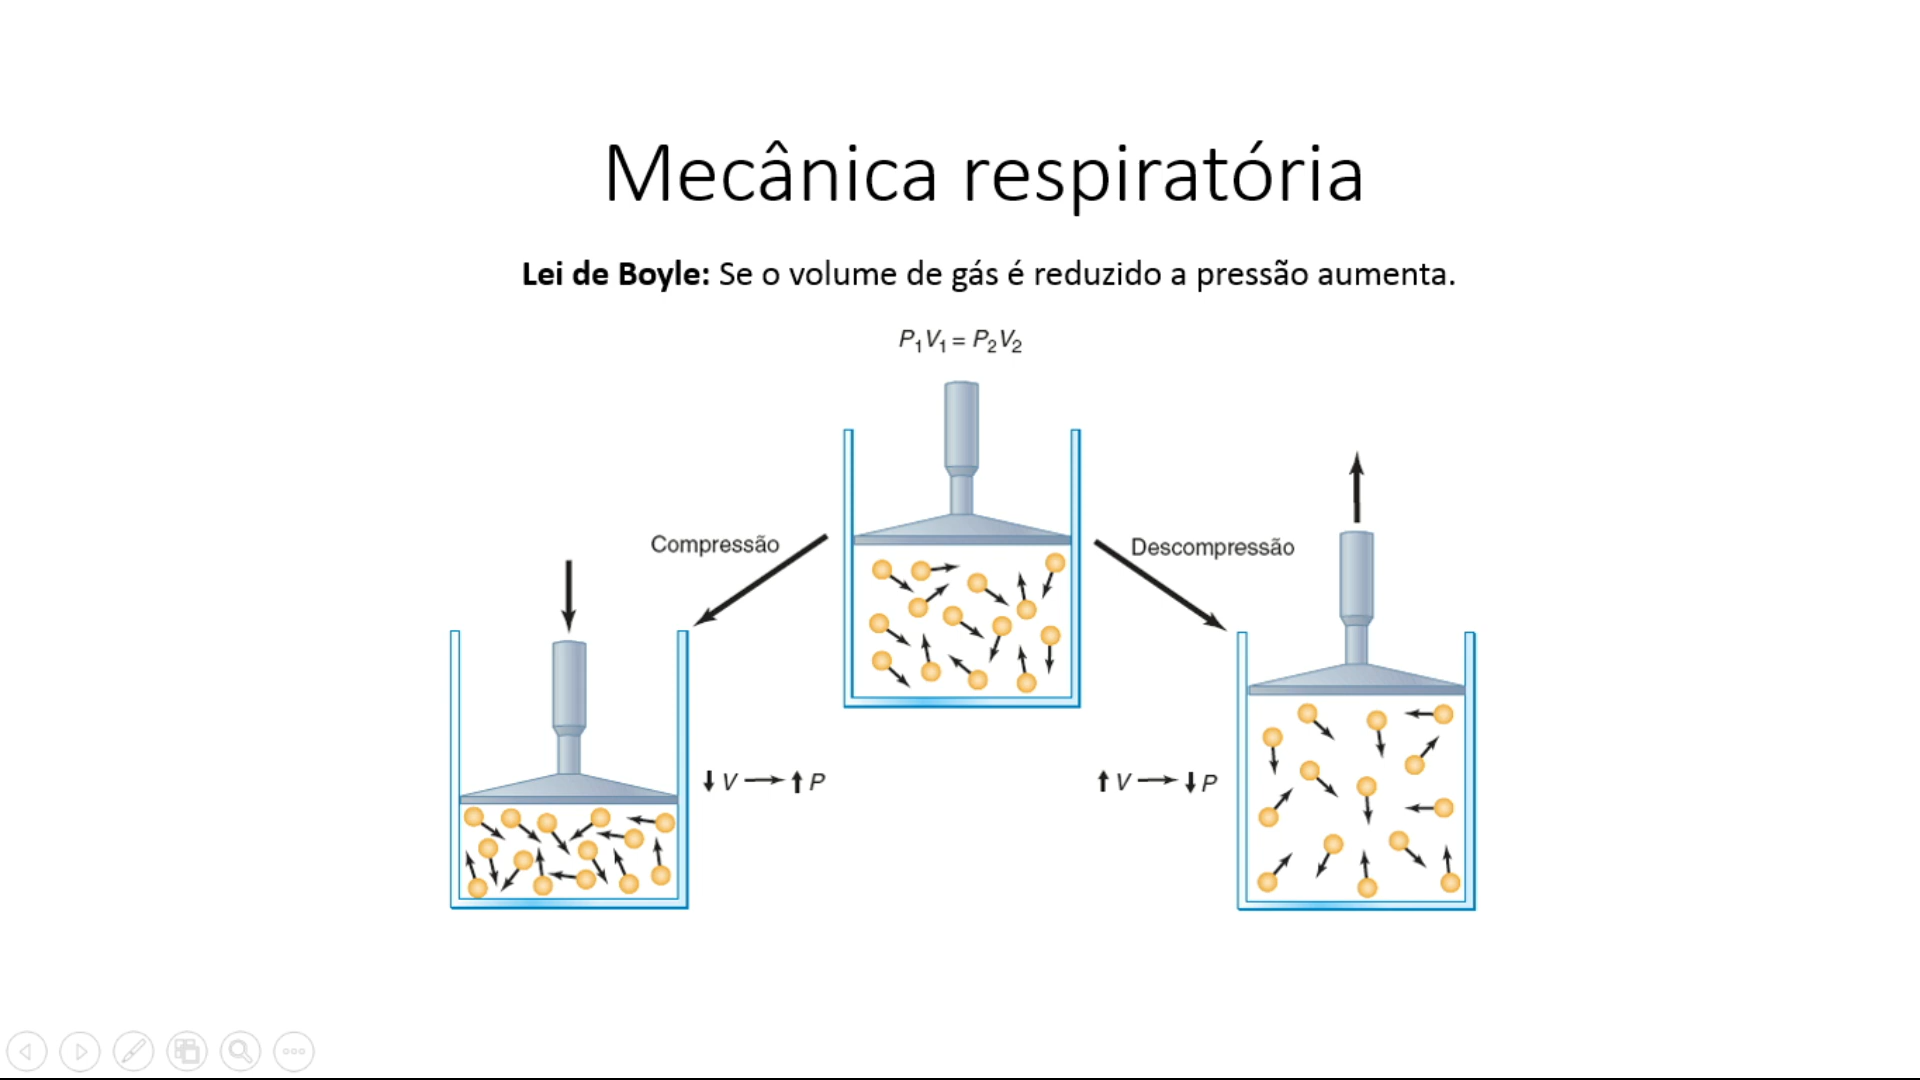 Mecânica respiratória
Lei de Boyle: Se o volume de gás é reduzido a pressão aumenta.
P₁V₁ = P₂V₂
Compressão
Descompressão
↓ V → ↑ P
↑ V → ↓ P